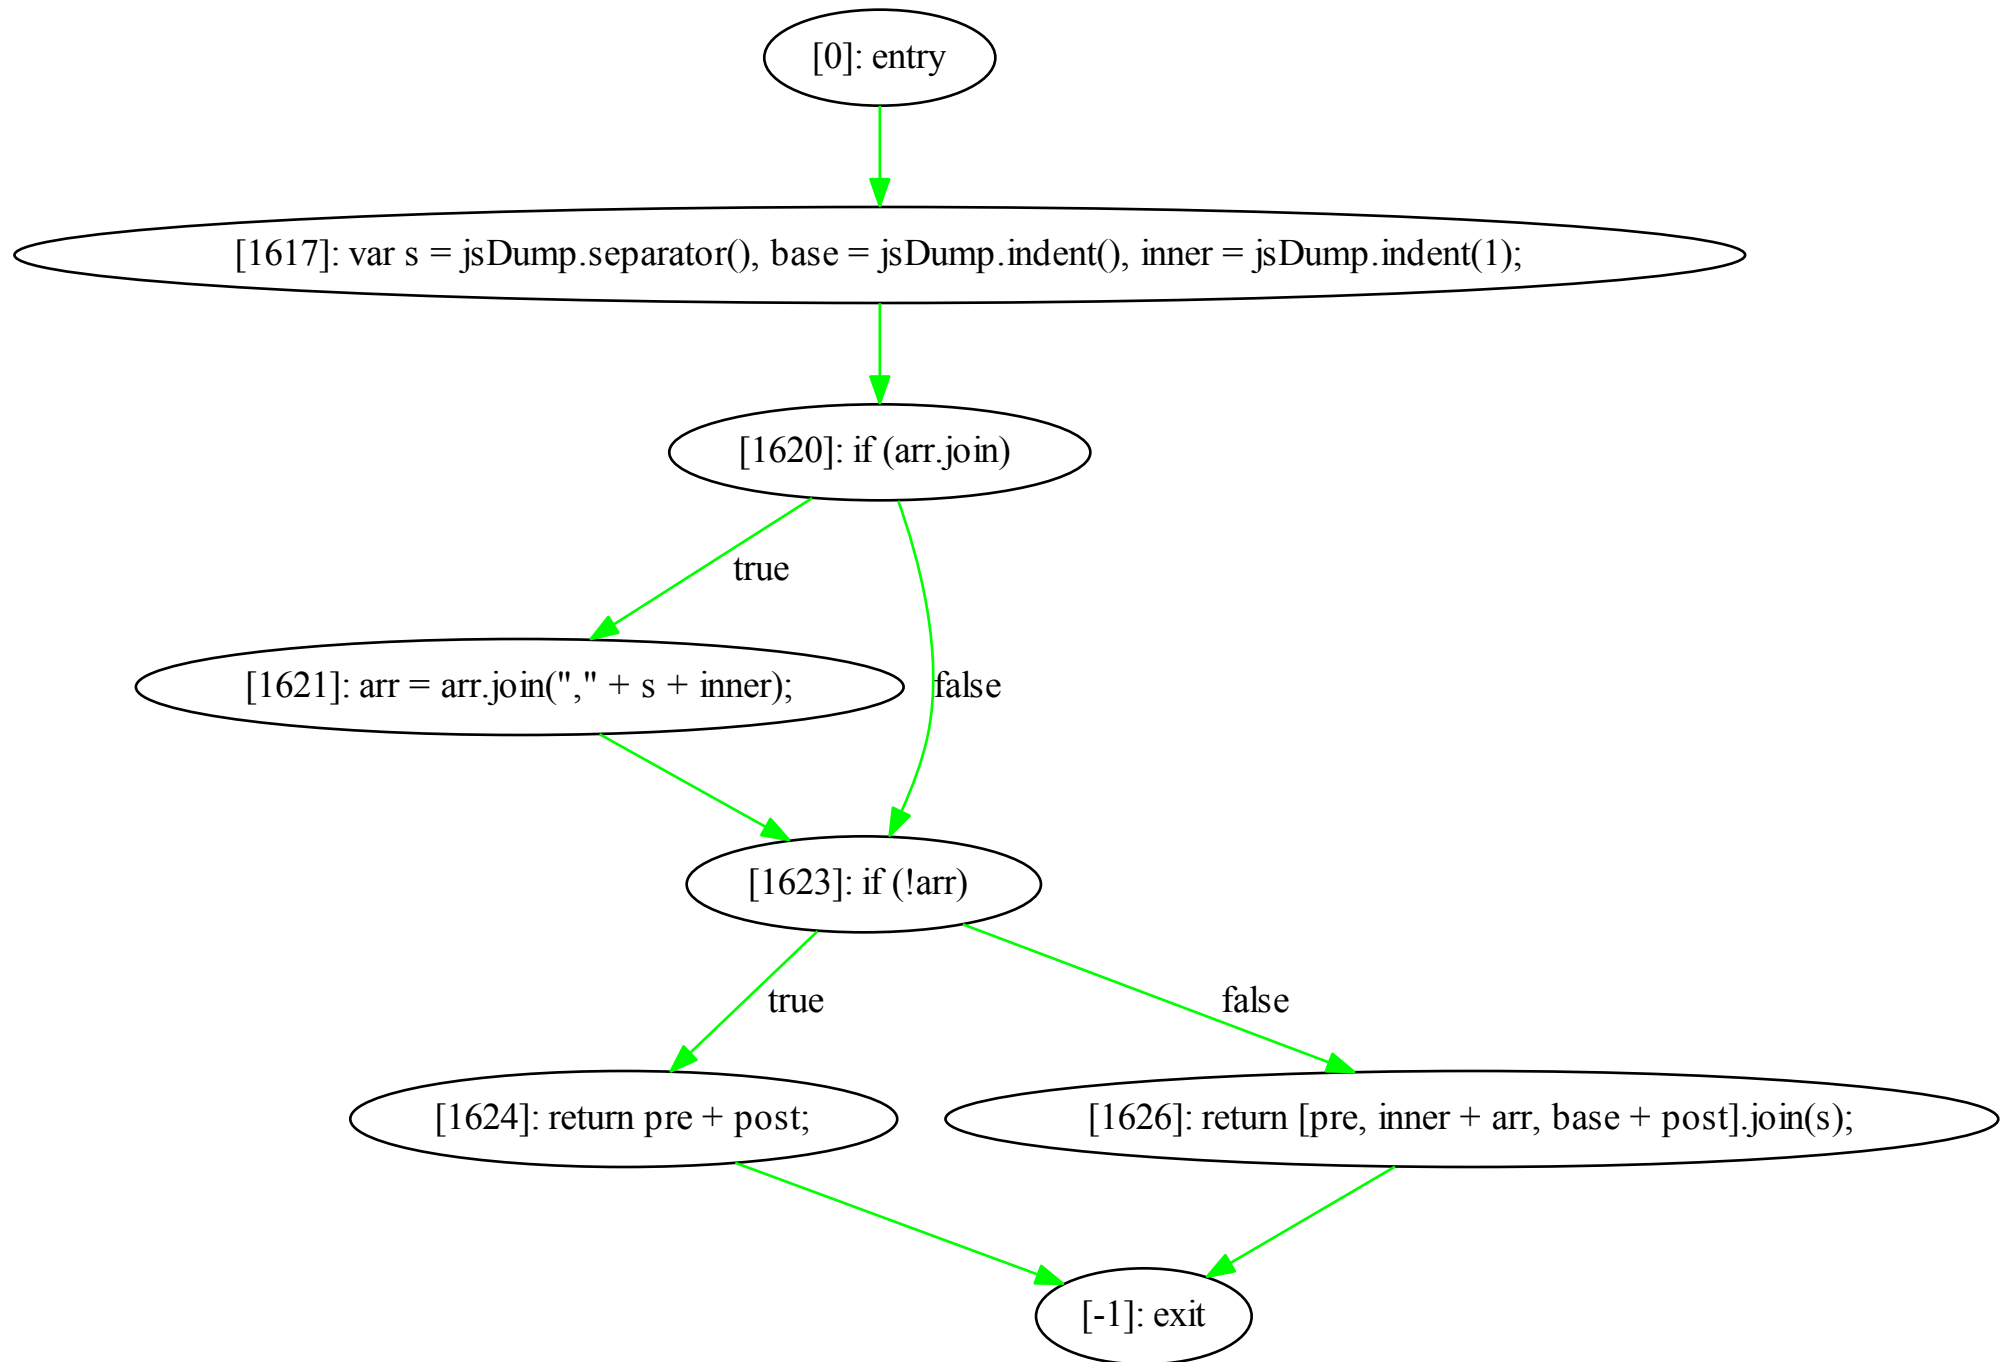 [0]: entry
[1617]: var s = jsDump.separator(), base = jsDump.indent(), inner = jsDump.indent(1);
[1620]: if (arr.join)
true
[1621]: arr = arr.join("," + s + inner);
false
[1623]: if (!arr)
true
false
[1624]: return pre + post;
[1626]: return [pre, inner + arr, base + post].join(s);
[-1]: exit